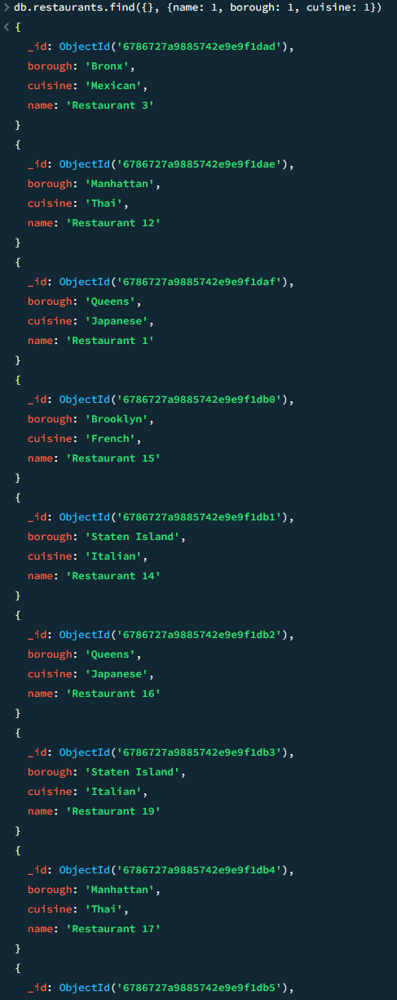 > db.restaurants.find({}, {name: 1, borough: 1, cuisine: 1})
< {
_id: ObjectId('6786727a9885742e9e9f1dad'),
borough: 'Bronx',
cuisine: 'Mexican',
name: 'Restaurant 3'
}
{
_id: ObjectId('6786727a9885742e9e9f1dae'),
borough: 'Manhattan',
cuisine: 'Thai',
name: 'Restaurant 12'
}
{
_id: ObjectId('6786727a9885742e9e9f1daf'),
borough: 'Queens',
cuisine: 'Japanese',
name: 'Restaurant 1'
}
{
_id: ObjectId('6786727a9885742e9e9f1db0'),
borough: 'Brooklyn',
cuisine: 'French',
name: 'Restaurant 15'
}
{
_id: ObjectId('6786727a9885742e9e9f1db1'),
borough: 'Staten Island',
cuisine: 'Italian',
name: 'Restaurant 14'
}
{
_id: ObjectId('6786727a9885742e9e9f1db2'),
borough: 'Queens',
cuisine: 'Japanese',
name: 'Restaurant 16'
}
{
_id: ObjectId('6786727a9885742e9e9f1db3'),
borough: 'Staten Island',
cuisine: 'Italian',
name: 'Restaurant 19'
}
{
_id: ObjectId('6786727a9885742e9e9f1db4'),
borough: 'Manhattan',
cuisine: 'Thai',
name: 'Restaurant 17'
}
{
_id: ObjectId('6786727a9885742e9e9f1db5'),